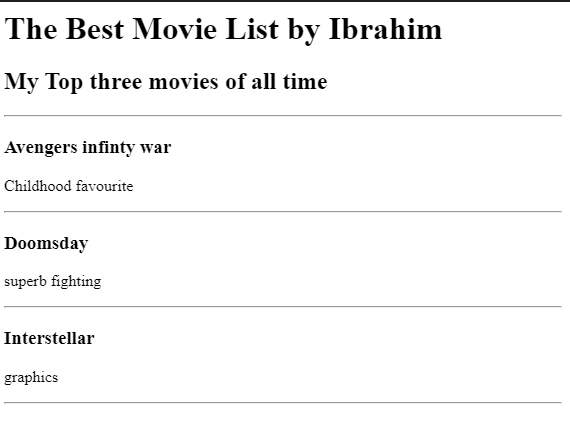 The Best Movie List by Ibrahim
My Top three movies of all time
Avengers infinty war
Childhood favourite
Doomsday
superb fighting
Interstellar
graphics